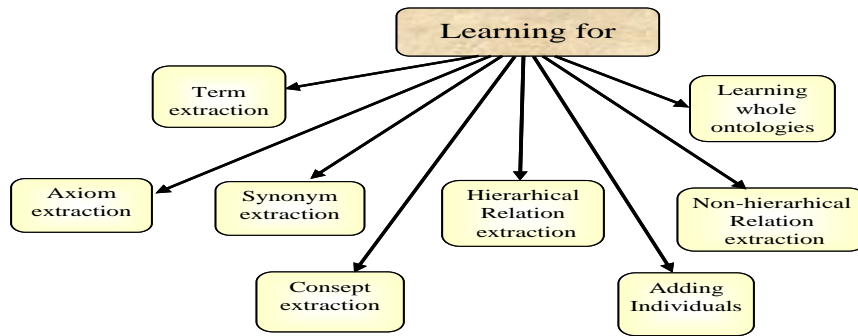 Learning for
Term
extraction
Learning
whole
ontologies
Axiom
extraction
Synonym
extraction
Hierarhical
Relation
extraction
Non-hierarhical
Relation
extraction
Consept
extraction
Adding
Individuals